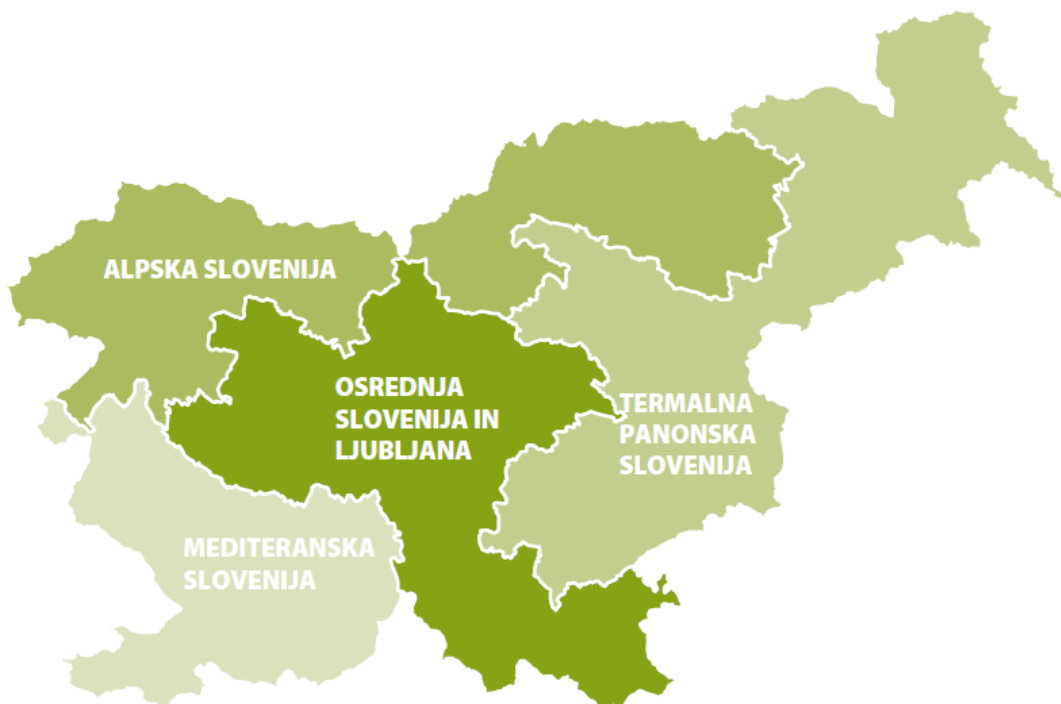 ALPSKA SLOVENIJA
OSREDNJA
SLOVENIJA IN
LJUBLJANA
TERMALNA
PANONSKA
SLOVENIJA
MEDITERANSKA
SLOVENIJA